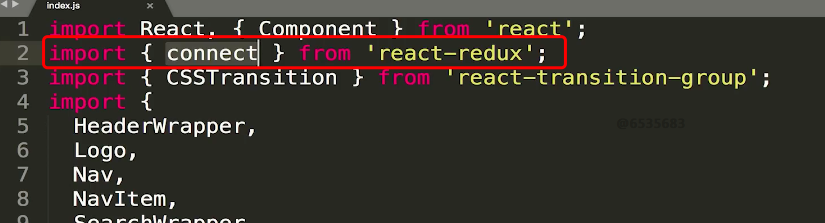 index.js
1 import React, { Component } from 'react';
2 import { connect } from 'react-redux';
3 import { CSSTransition } from 'react-transition-group';
4 import {
5 HeaderWrapper,
@6535683
6 Logo,
7 Nav,
8 NavItem,
9 SearchWrapper